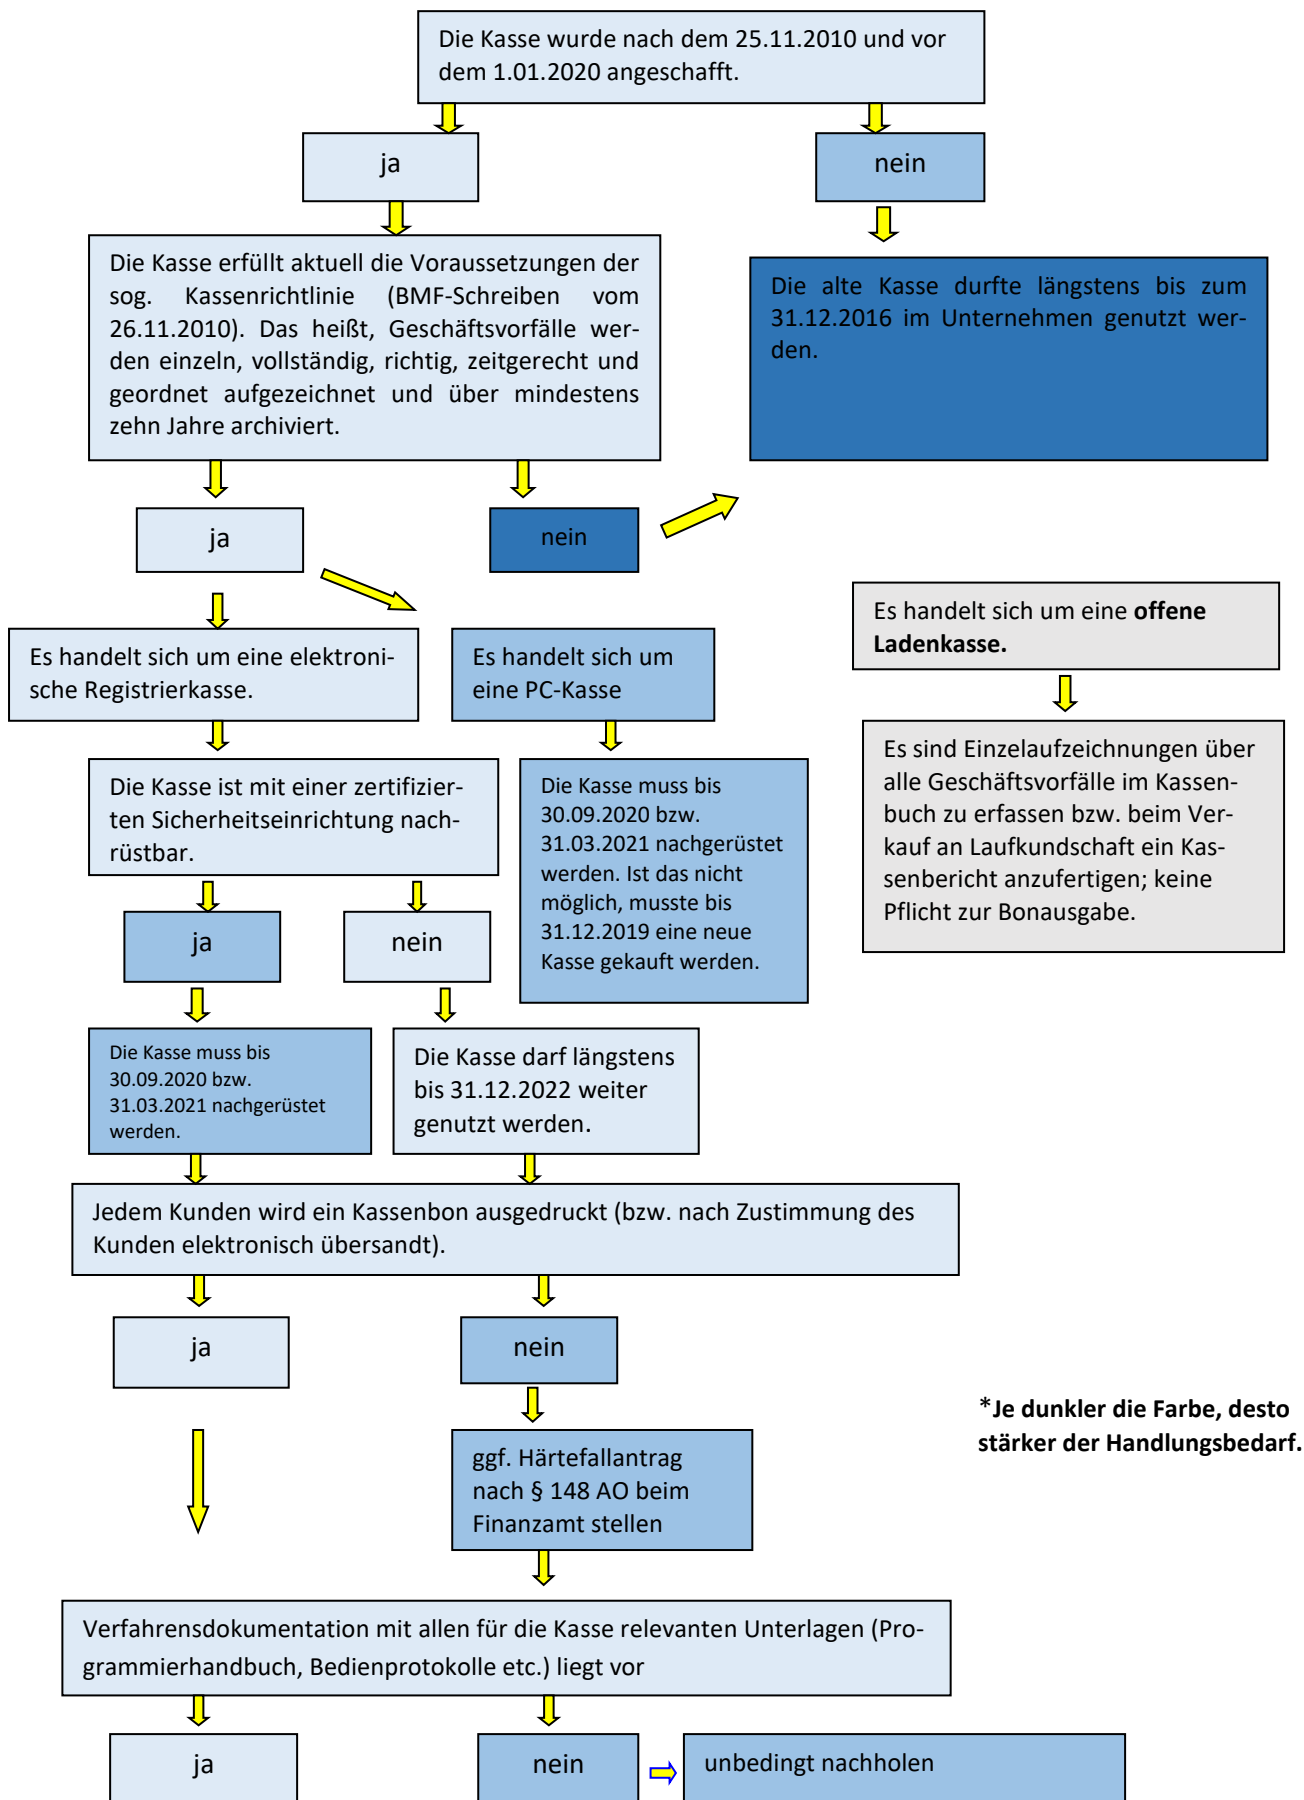 Die Kasse wurde nach dem 25.11.2010 und vor
dem 1.01.2020 angeschafft.
ja
nein
Die Kasse erfüllt aktuell die Voraussetzungen der
sog. Kassenrichtlinie (BMF-Schreiben vom
26.11.2010). Das heißt, Geschäftsvorfälle wer-
den einzeln, vollständig, richtig, zeitgerecht und
geordnet aufgezeichnet und über mindestens
zehn Jahre archiviert.
Die alte Kasse durfte längstens bis zum
31.12.2016 im Unternehmen genutzt wer-
den.
ja
nein
Es handelt sich um eine elektroni-
sche Registrierkasse.
Es handelt sich um
eine PC-Kasse
Es handelt sich um eine offene
Ladenkasse.
Die Kasse ist mit einer zertifizier-
ten Sicherheitseinrichtung nach-
rüstbar.
Die Kasse muss bis
30.09.2020 bzw.
31.03.2021 nachgerüstet
werden. Ist das nicht
möglich, musste bis
31.12.2019 eine neue
Kasse gekauft werden.
Es sind Einzelaufzeichnungen über
alle Geschäftsvorfälle im Kassen-
buch zu erfassen bzw. beim Ver-
kauf an Laufkundschaft ein Kas-
senbericht anzufertigen; keine
Pflicht zur Bonausgabe.
ja
nein
Die Kasse muss bis
30.09.2020 bzw.
31.03.2021 nachgerüstet
werden.
Die Kasse darf längstens
bis 31.12.2022 weiter
genutzt werden.
Jedem Kunden wird ein Kassenbon ausgedruckt (bzw. nach Zustimmung des
Kunden elektronisch übersandt).
ja
nein
*Je dunkler die Farbe, desto
stärker der Handlungsbedarf.
ggf. Härtefallantrag
nach § 148 AO beim
Finanzamt stellen
Verfahrensdokumentation mit allen für die Kasse relevanten Unterlagen (Pro-
grammierhandbuch, Bedienprotokolle etc.) liegt vor
ja
nein
unbedingt nachholen